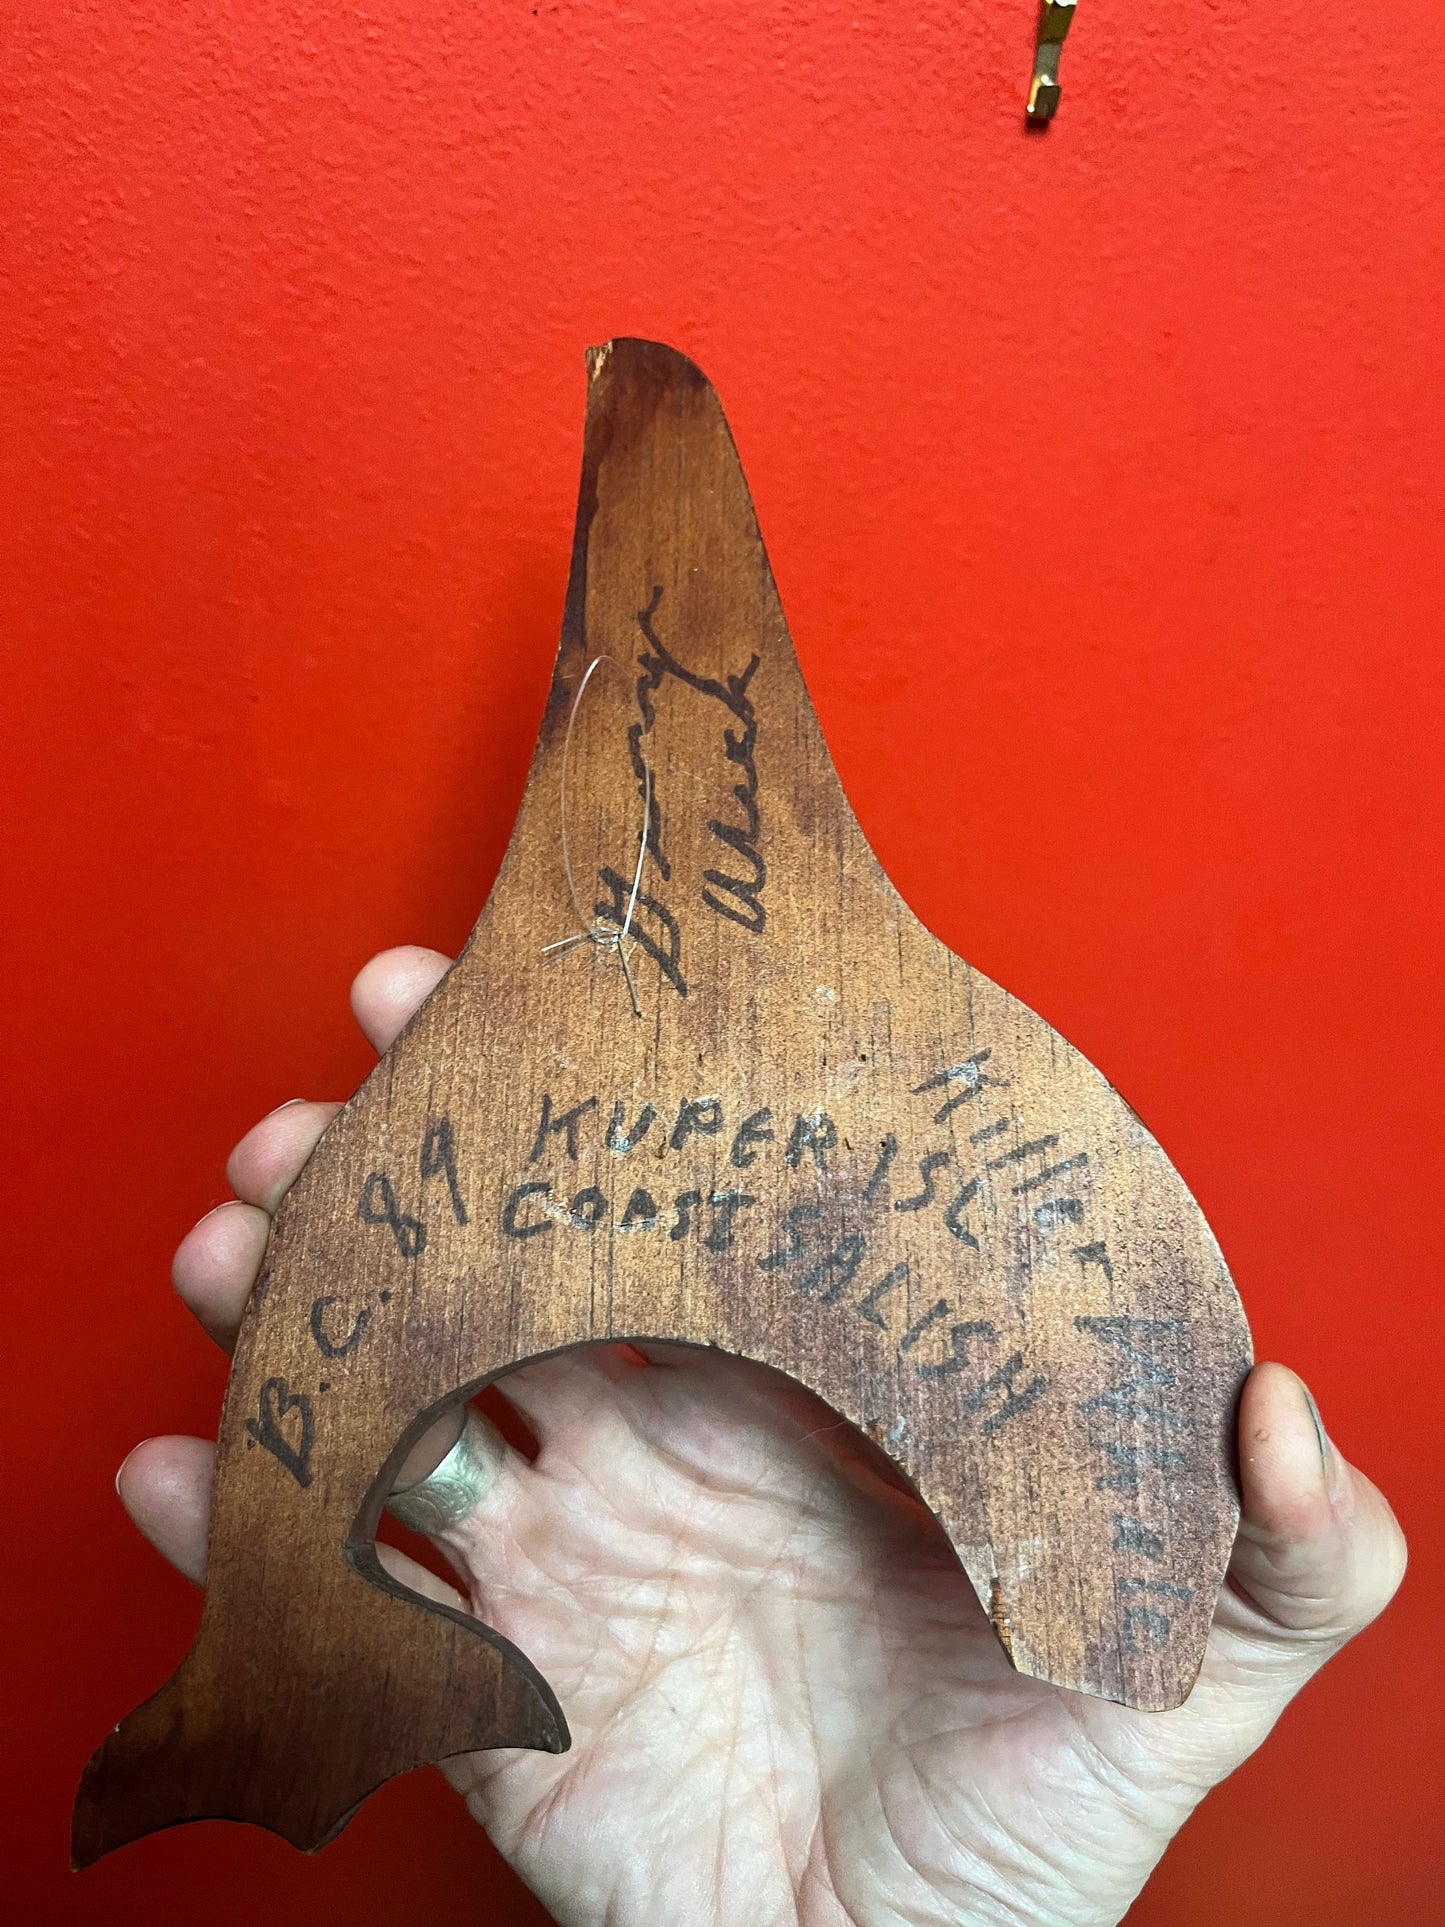 B.C. 89 KUPER ISL
COAST SALISH
Killer Whale